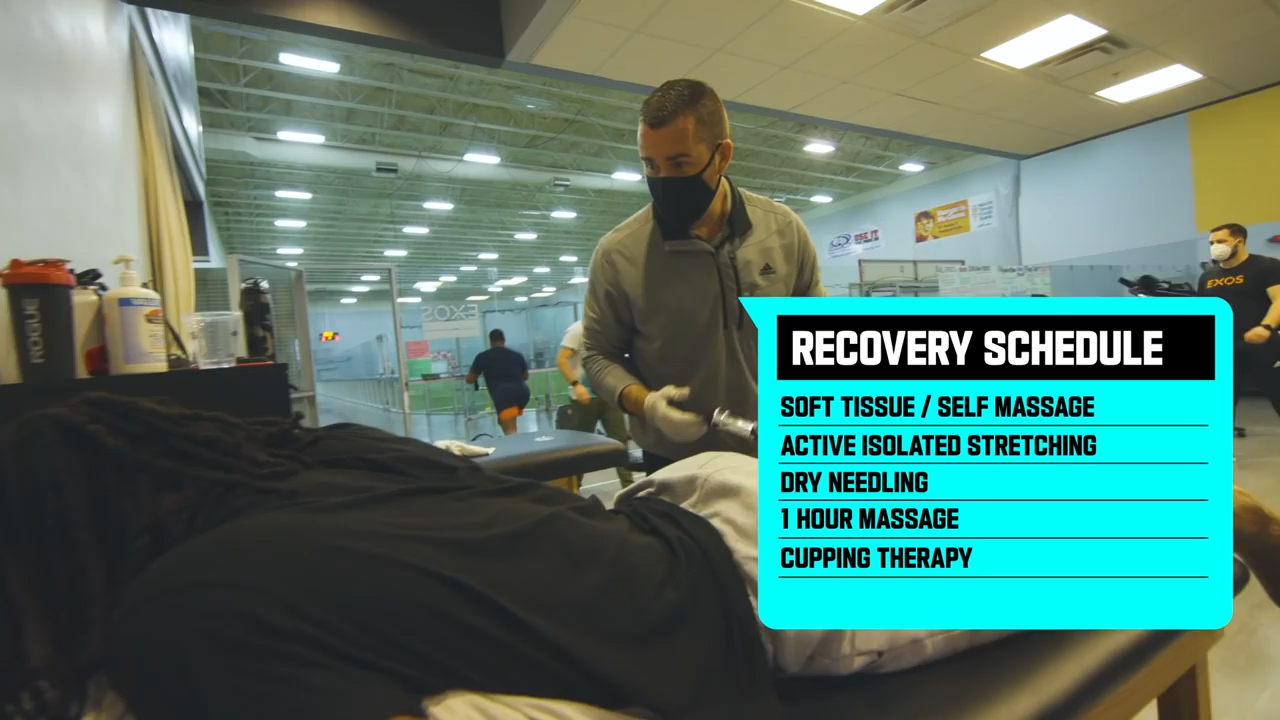 RECOVERY SCHEDULE
SOFT TISSUE / SELF MASSAGE
ACTIVE ISOLATED STRETCHING
DRY NEEDLING
1 HOUR MASSAGE
CUPPING THERAPY
ROGUE
EXOS
EXOS